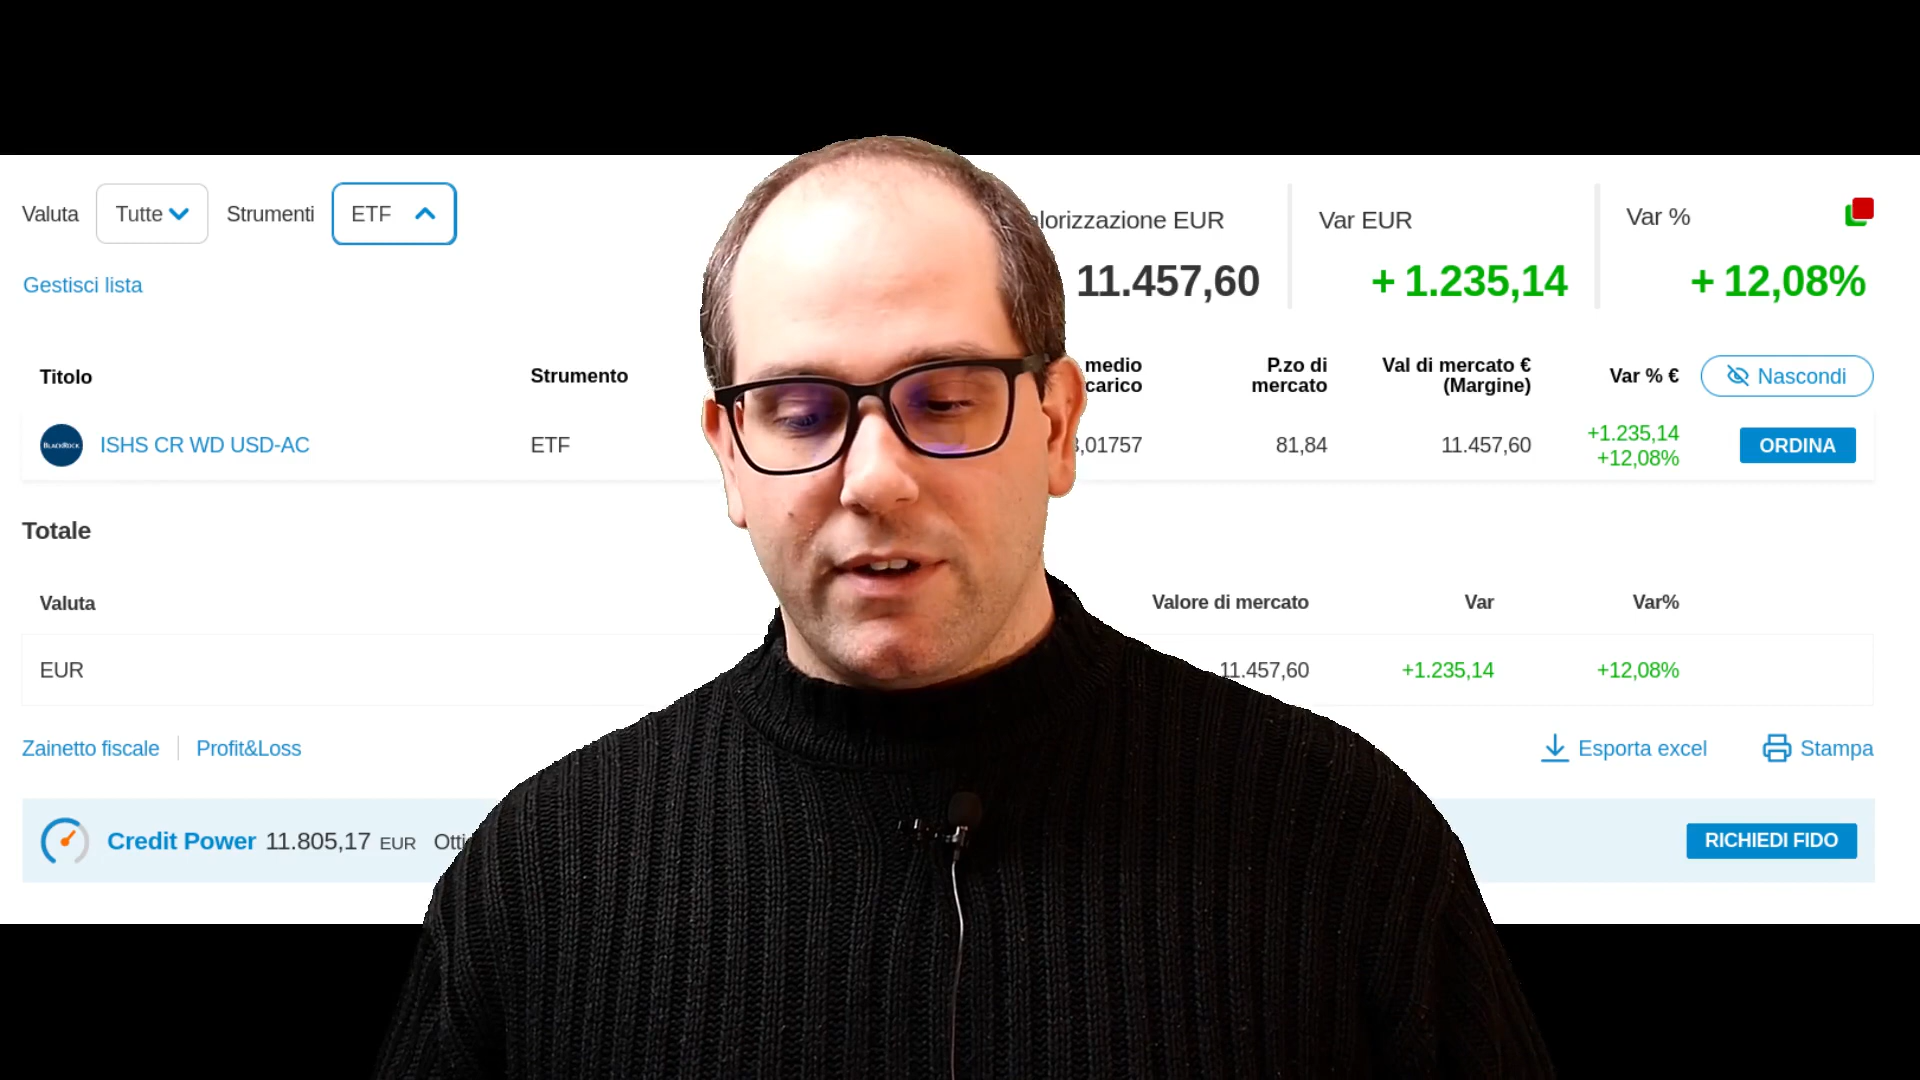 Valuta Tutte Strumenti ETF
Gestisci lista
EUR Var EUR Var %
11.457,60 + 1.235,14 + 12,08%
Titolo Strumento medio P.zo di mercato Val di mercato € (Margine) Var % € Nascondi
BLACKROCK ISHS CR WD USD-AC ETF 81,84 11.457,60 +1.235,14 ORDINA
+12,08%
Totale
Valuta Valore di mercato Var Var%
EUR 11.457,60 +1.235,14 +12,08%
Zainetto fiscale Profit&Loss Esporta excel Stampa
Credit Power 11.805,17 EUR RICHIEDI FIDO